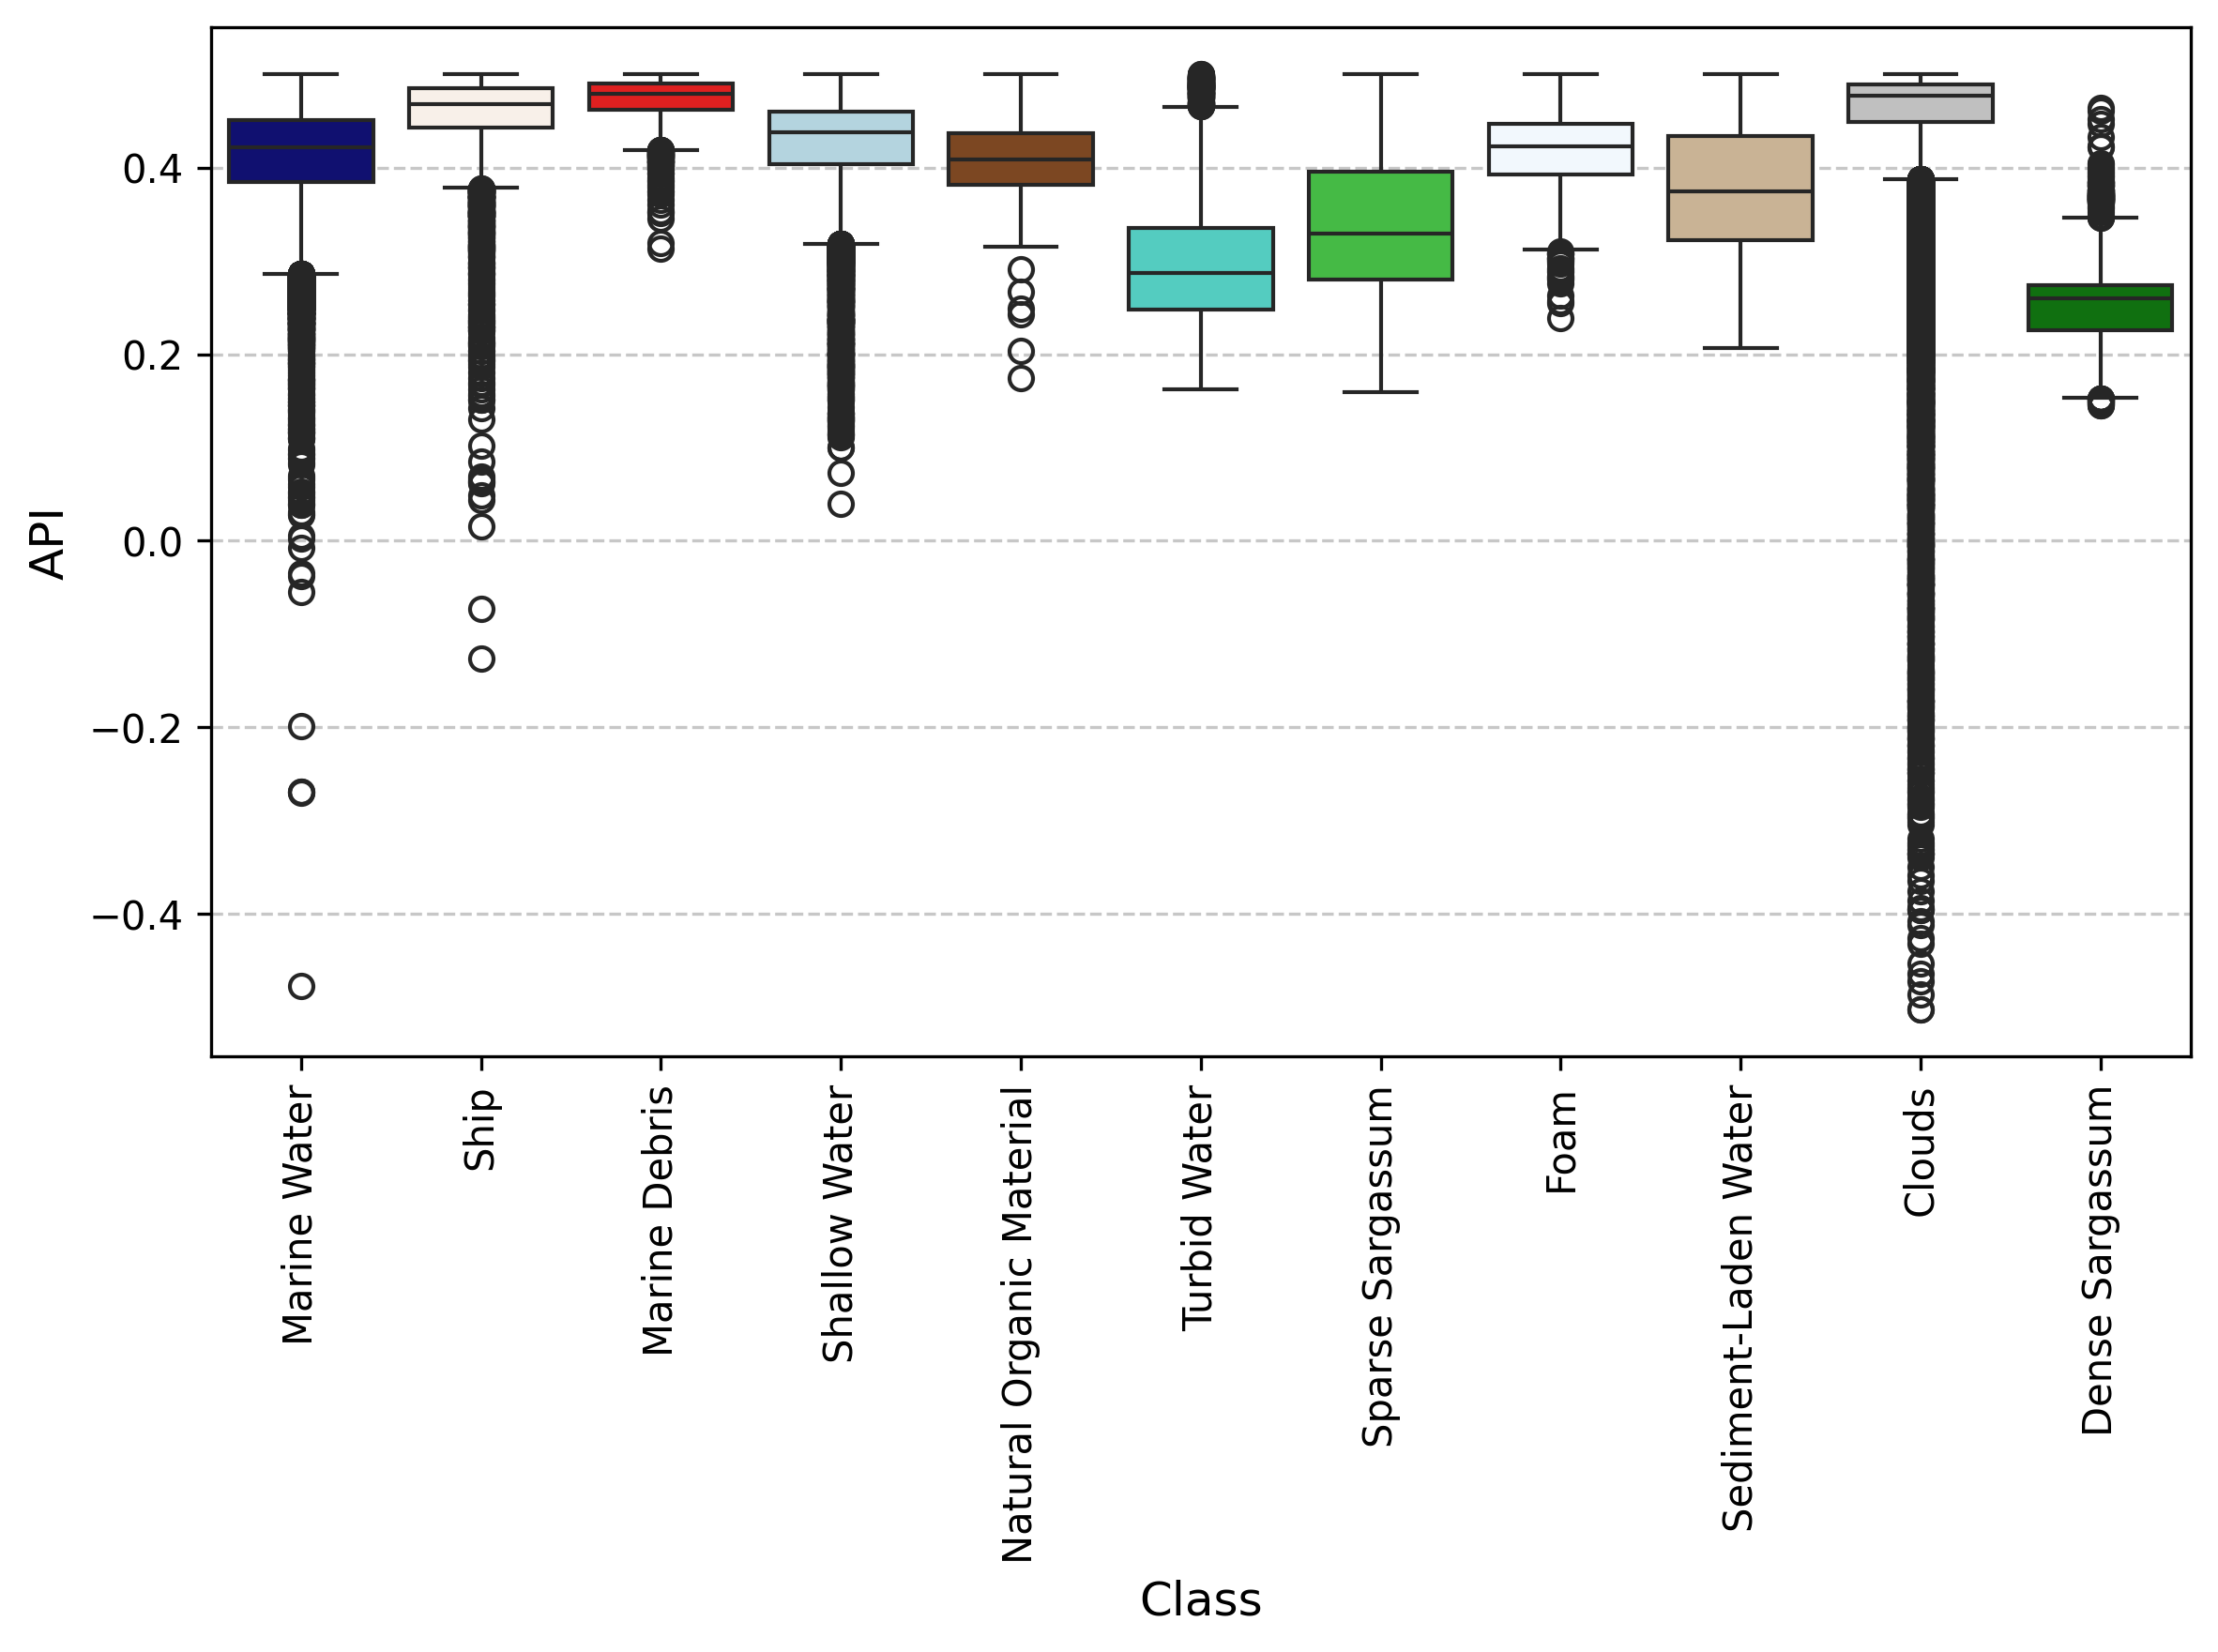 API
0.4
0.2
0.0
−0.2
−0.4
Marine Water
Ship
Marine Debris
Shallow Water
Natural Organic Material
Turbid Water
Sparse Sargassum
Foam
Sediment-Laden Water
Clouds
Dense Sargassum
Class